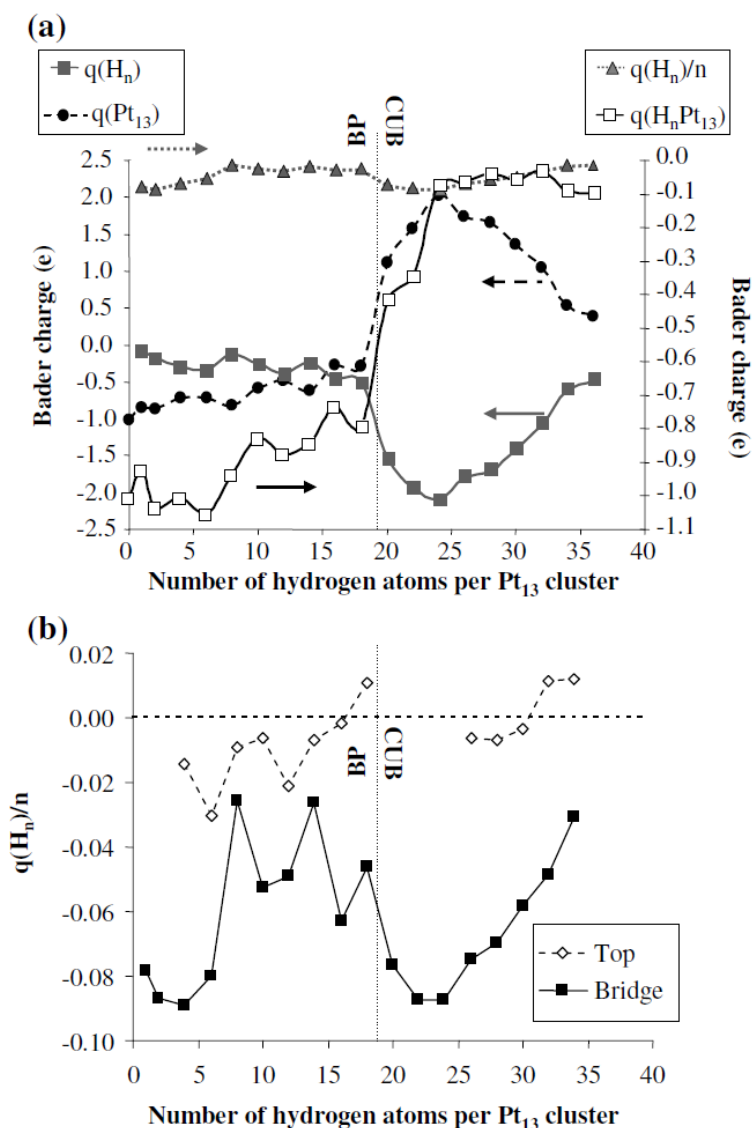 (a)
q(Hn)
q(Pt13)
q(Hn)/n
q(HnPt13)
BP
CUB
2.5
2.0
1.5
1.0
0.5
0.0
-0.5
-1.0
-1.5
-2.0
-2.5
Bader charge (e)
0.0
-0.1
-0.2
-0.3
-0.4
-0.5
-0.6
-0.7
-0.8
-0.9
-1.0
-1.1
Bader charge (e)
0 5 10 15 20 25 30 35 40
Number of hydrogen atoms per Pt13 cluster
(b)
0.02
0.00
-0.02
-0.04
-0.06
-0.08
-0.10
q(Hn)/n
BP
CUB
Top
Bridge
0 5 10 15 20 25 30 35 40
Number of hydrogen atoms per Pt13 cluster